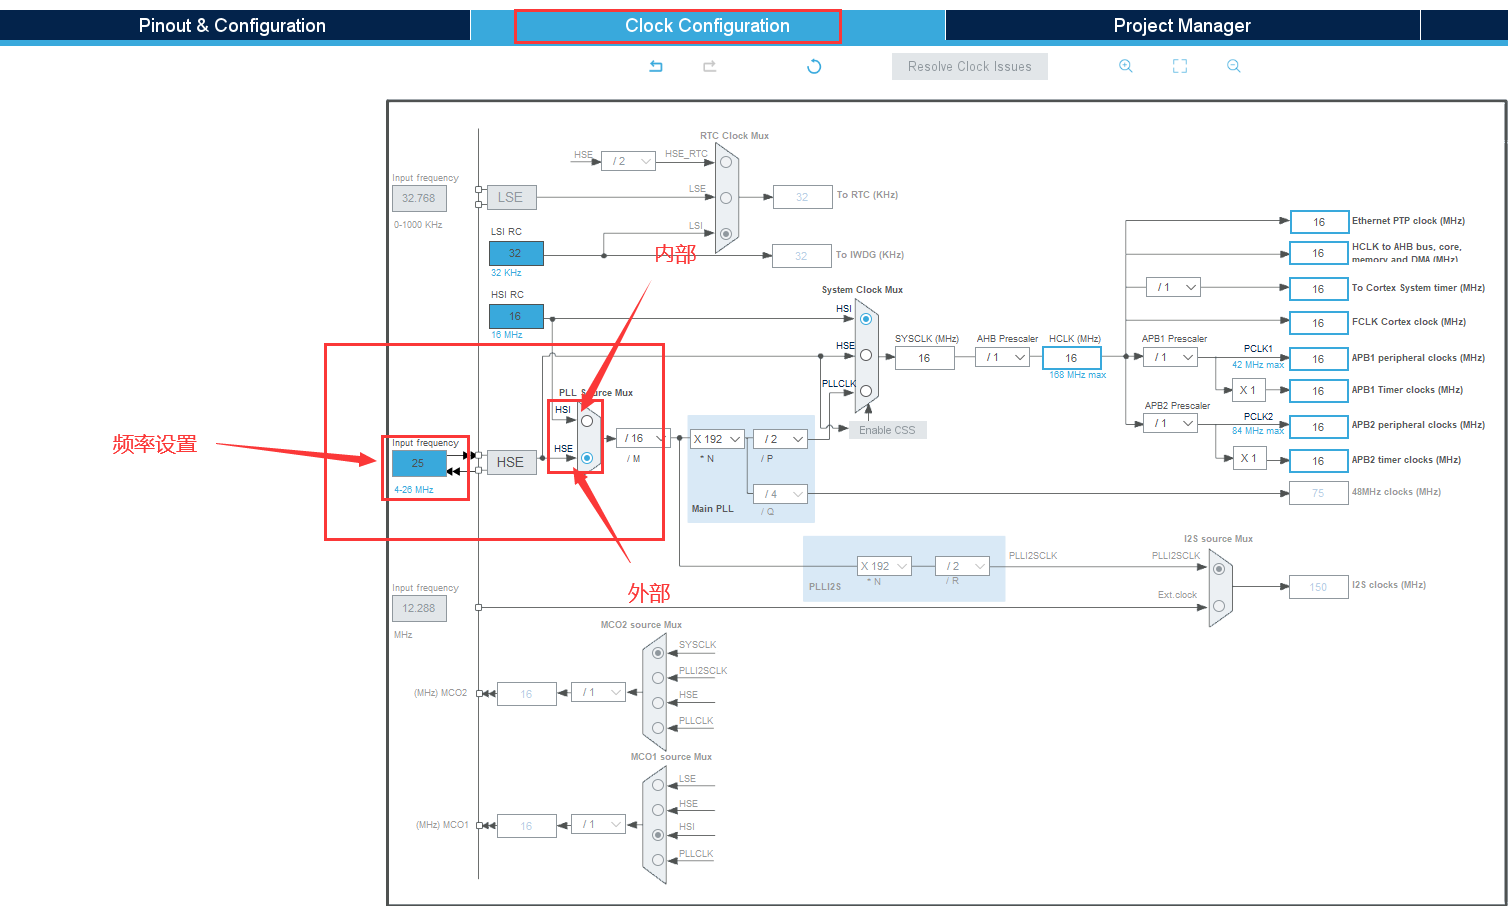 Pinout & Configuration
Clock Configuration
Project Manager
Resolve Clock Issues
RTC Clock Mux
HSE
/ 2
HSE_RTC
Input frequency
32.768
0-1000 KHz
LSE
LSE
32
To RTC (KHz)
LSI RC
32
32 KHz
LSI
内部
32
To IWDG (KHz)
HSI RC
16
16 MHz
System Clock Mux
HSI
HSE
PLLCLK
SYSCLK (MHz)
16
AHB Prescaler
/ 1
HCLK (MHz)
16
168 MHz max
Enable CSS
16
Ethernet PTP clock (MHz)
16
HCLK to AHB bus, core,
memory and DMA (MHz)
/ 1
16
To Cortex System timer (MHz)
16
FCLK Cortex clock (MHz)
APB1 Prescaler
/ 1
PCLK1
42 MHz max
16
APB1 peripheral clocks (MHz)
X 1
16
APB1 Timer clocks (MHz)
APB2 Prescaler
/ 1
PCLK2
84 MHz max
16
APB2 peripheral clocks (MHz)
X 1
16
APB2 timer clocks (MHz)
75
48MHz clocks (MHz)
频率设置
Input frequency
25
4-26 MHz
HSE
PLL Source Mux
HSI
HSE
/ 16
/ M
X 192
* N
/ 2
/ P
/ 4
/ Q
Main PLL
外部
PLLI2S
X 192
* N
/ 2
/ R
PLLI2SCLK
I2S source Mux
PLLI2SCLK
Ext.clock
150
I2S clocks (MHz)
Input frequency
12.288
MHz
MCO2 source Mux
SYSCLK
PLLI2SCLK
HSE
PLLCLK
(MHz) MCO2
16
/ 1
MCO1 source Mux
LSE
HSE
HSI
PLLCLK
(MHz) MCO1
16
/ 1